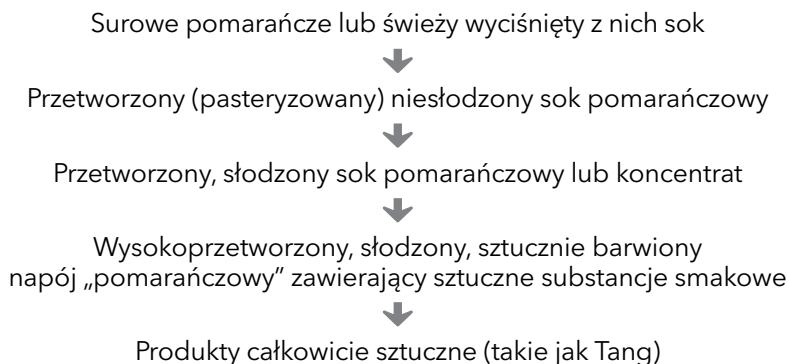 Surowe pomarańcze lub świeży wyciśnięty z nich sok
Przetworzony (pasteryzowany) niesłodzony sok pomarańczowy
Przetworzony, słodzony sok pomarańczowy lub koncentrat
Wysokoprzetworzony, słodzony, sztucznie barwiony
napój „pomarańczowy” zawierający sztuczne substancje smakowe
Produkty całkowicie sztuczne (takie jak Tang)